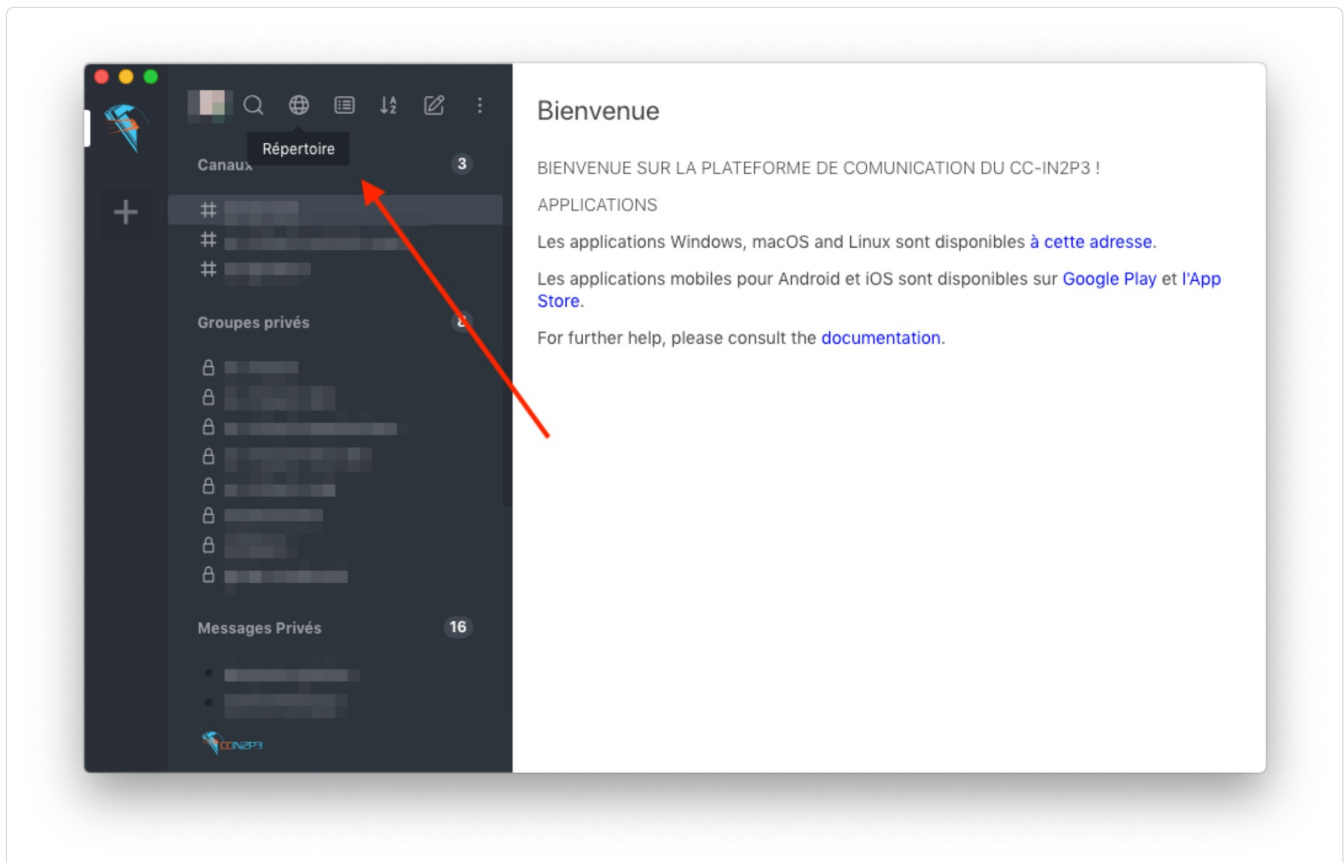 Répertoire
Canaux
3
Groupes privés
8
Messages Privés
16
CCIN2P3
Bienvenue
BIENVENUE SUR LA PLATEFORME DE COMUNICATION DU CC-IN2P3 !
APPLICATIONS
Les applications Windows, macOS and Linux sont disponibles à cette adresse.
Les applications mobiles pour Android et iOS sont disponibles sur Google Play et l'App
Store.
For further help, please consult the documentation.